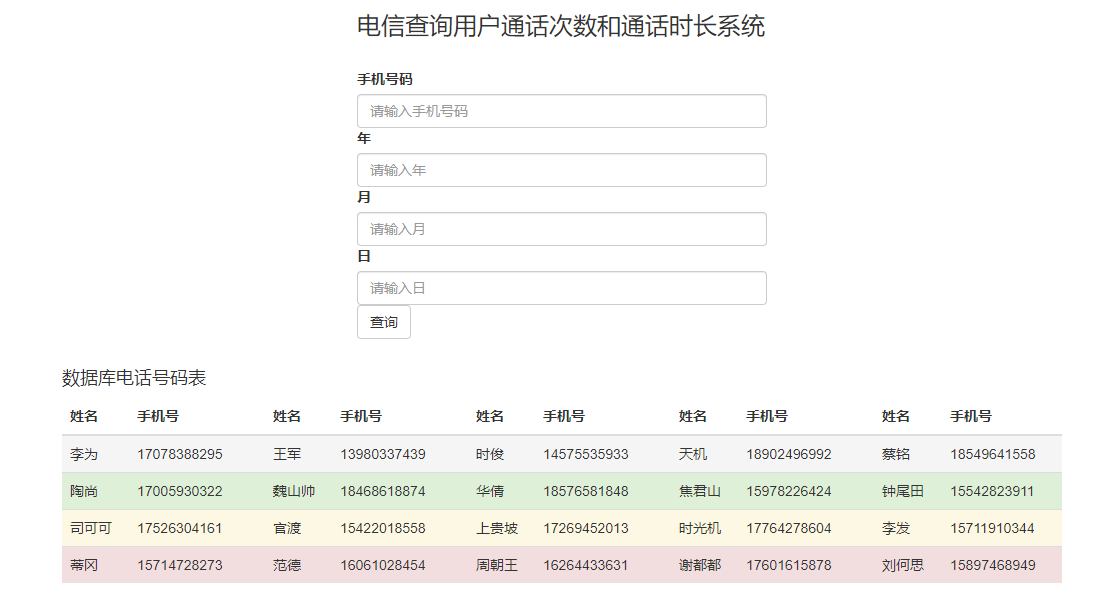 电信查询用户通话次数和通话时长系统
手机号码
请输入手机号码
年
请输入年
月
请输入月
日
请输入日
查询
数据库电话号码表
姓名 手机号 姓名 手机号 姓名 手机号 姓名 手机号 姓名 手机号
李为 17078388295 王军 13980337439 时俊 14575535933 天机 18902496992 蔡铭 18549641558
陶尚 17005930322 魏山帅 18468618874 华倩 18576581848 焦君山 15978226424 钟尾田 15542823911
司可可 17526304161 官渡 15422018558 上贵坡 17269452013 时光机 17764278604 李发 15711910344
蒂冈 15714728273 范德 16061028454 周朝王 16264433631 谢都都 17601615878 刘何思 15897468949